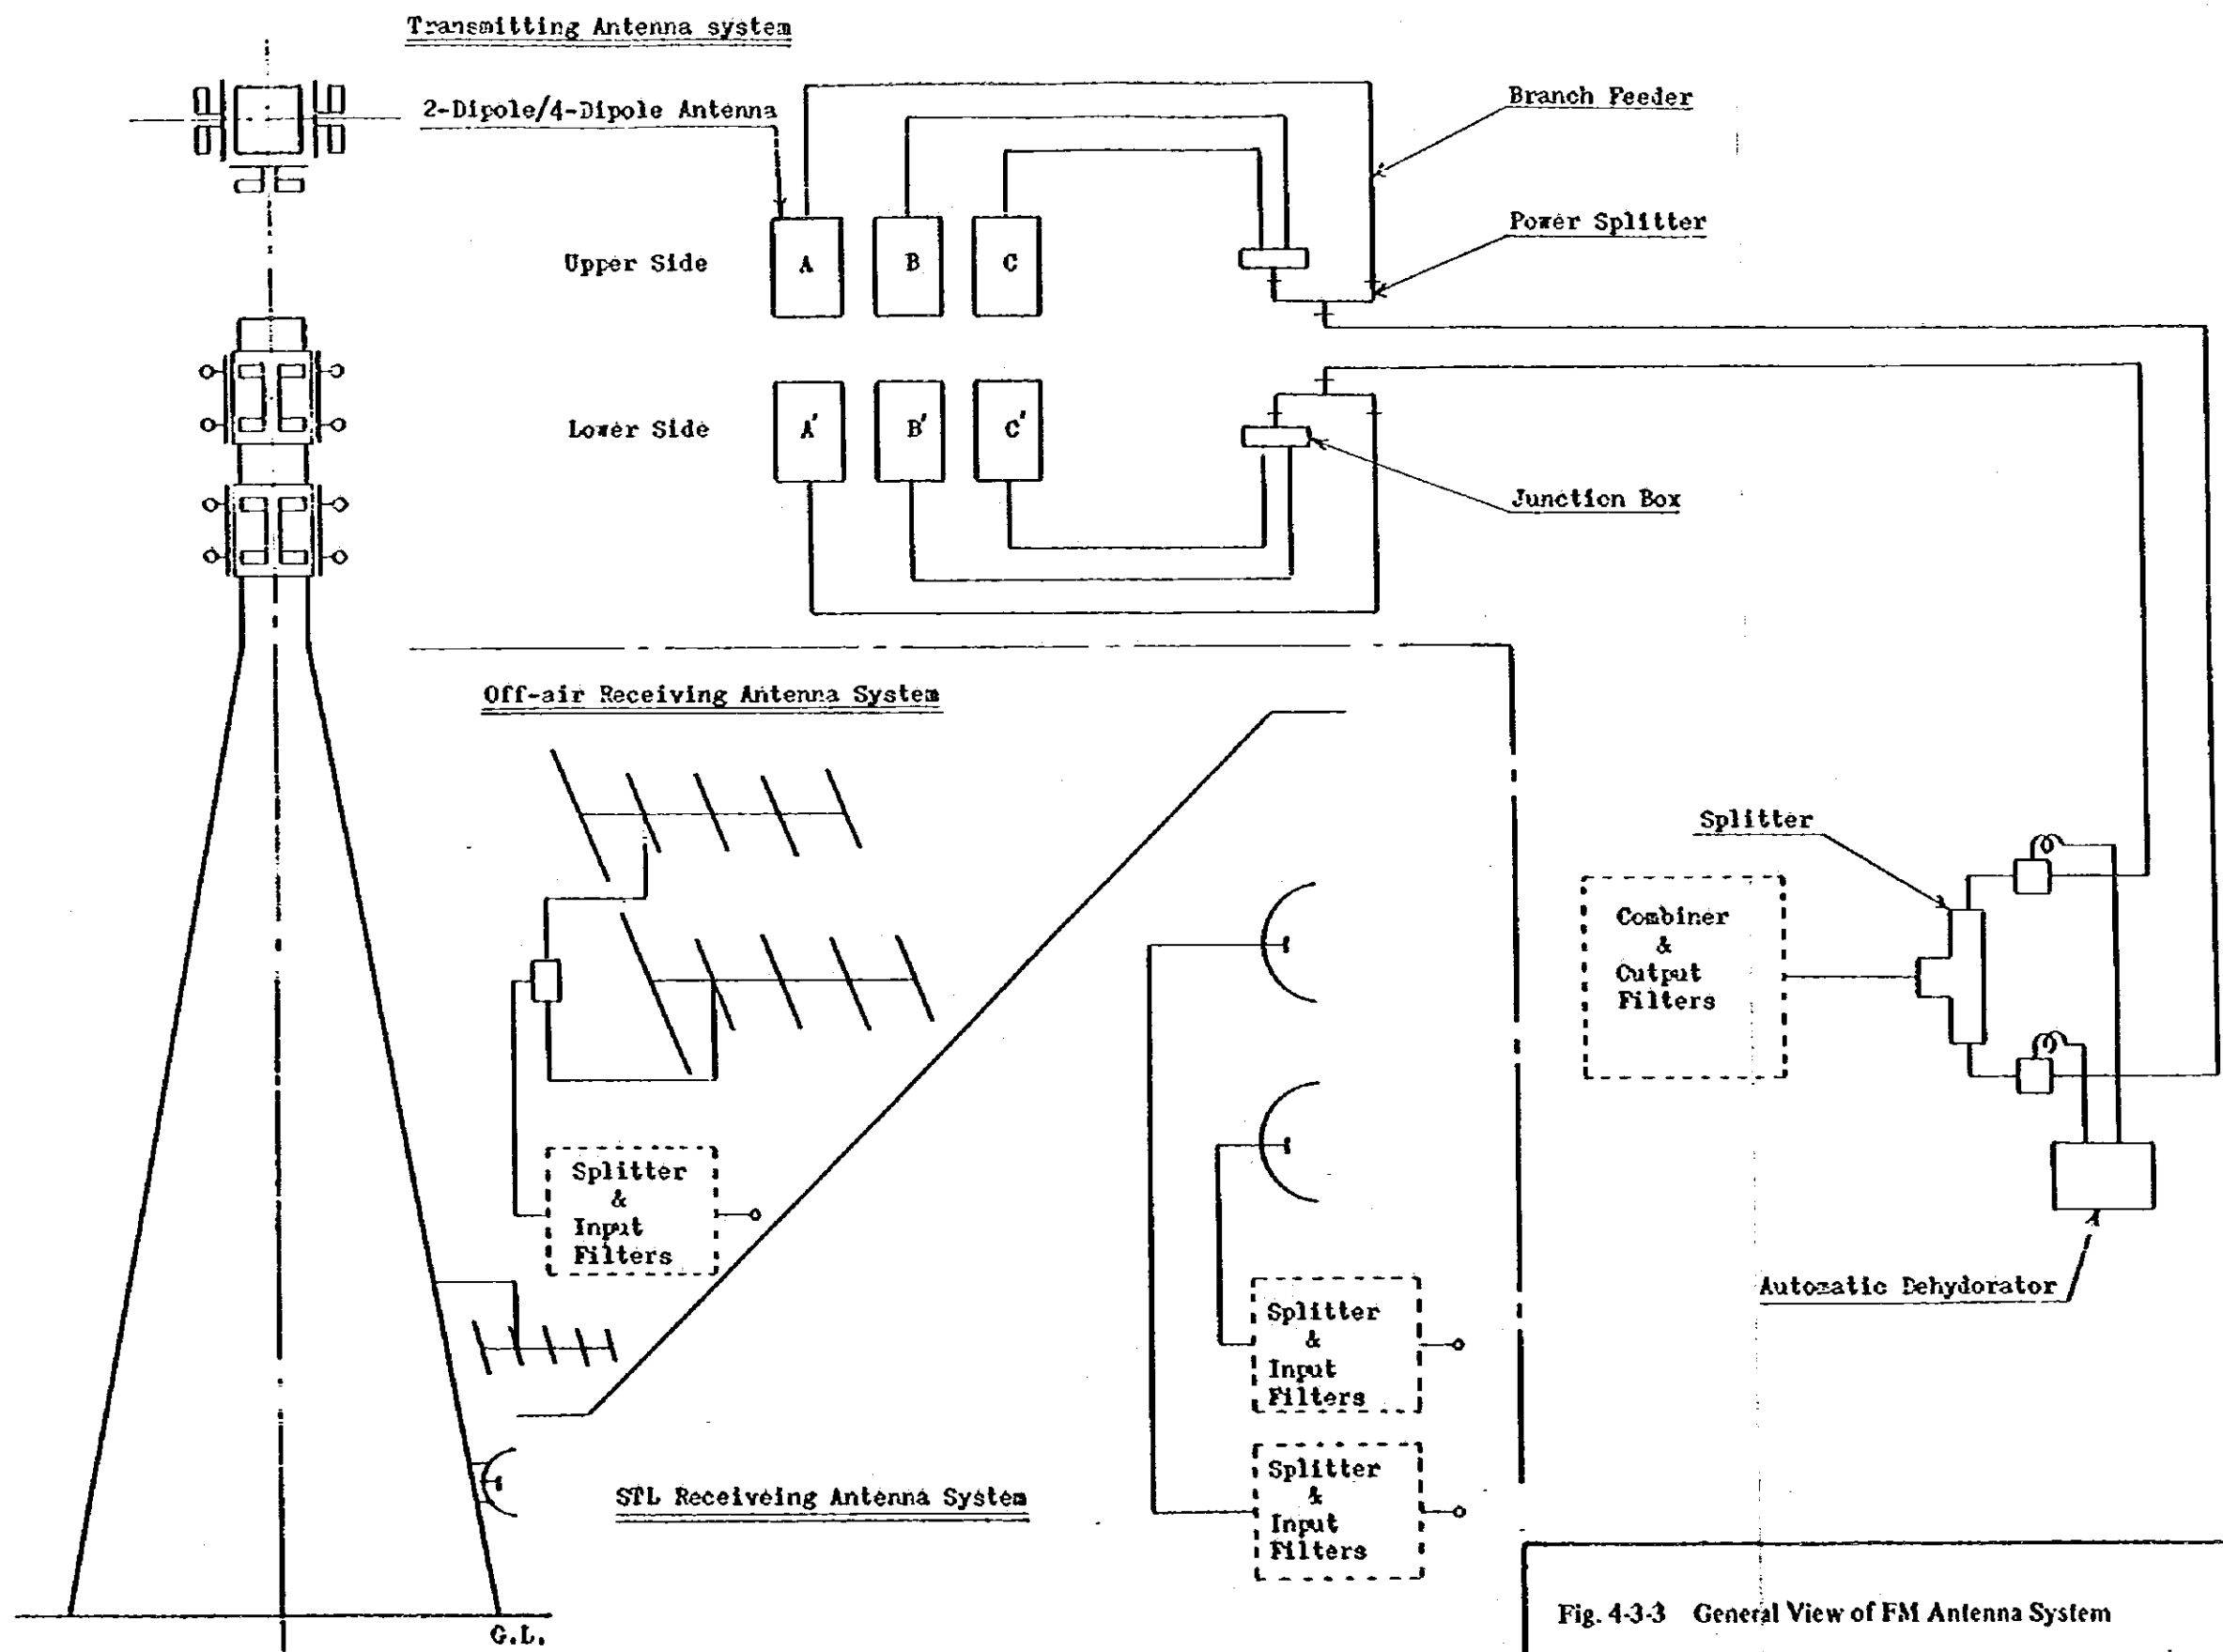 Transmitting Antenna system
2-Dipole/4-Dipole Antenna
Branch Feeder
Power Splitter
Upper Side
A
B
C
Lower Side
A'
B'
C'
Junction Box
Off-air Receiving Antenna System
Splitter
Combiner
&
Output
Filters
Splitter
&
Input
Filters
Automatic Dehydorator
Splitter
&
Input
Filters
STL Receiveing Antenna System
Splitter
&
Input
Filters
G.L.
Fig. 4-3-3 General View of FM Antenna System